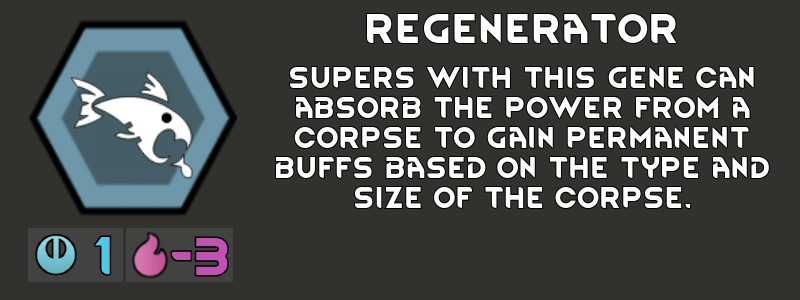 REGENERATOR
SUPERS WITH THIS GENE CAN
ABSORB THE POWER FROM A
CORPSE TO GAIN PERMANENT
BUFFS BASED ON THE TYPE AND
SIZE OF THE CORPSE.
1 -3